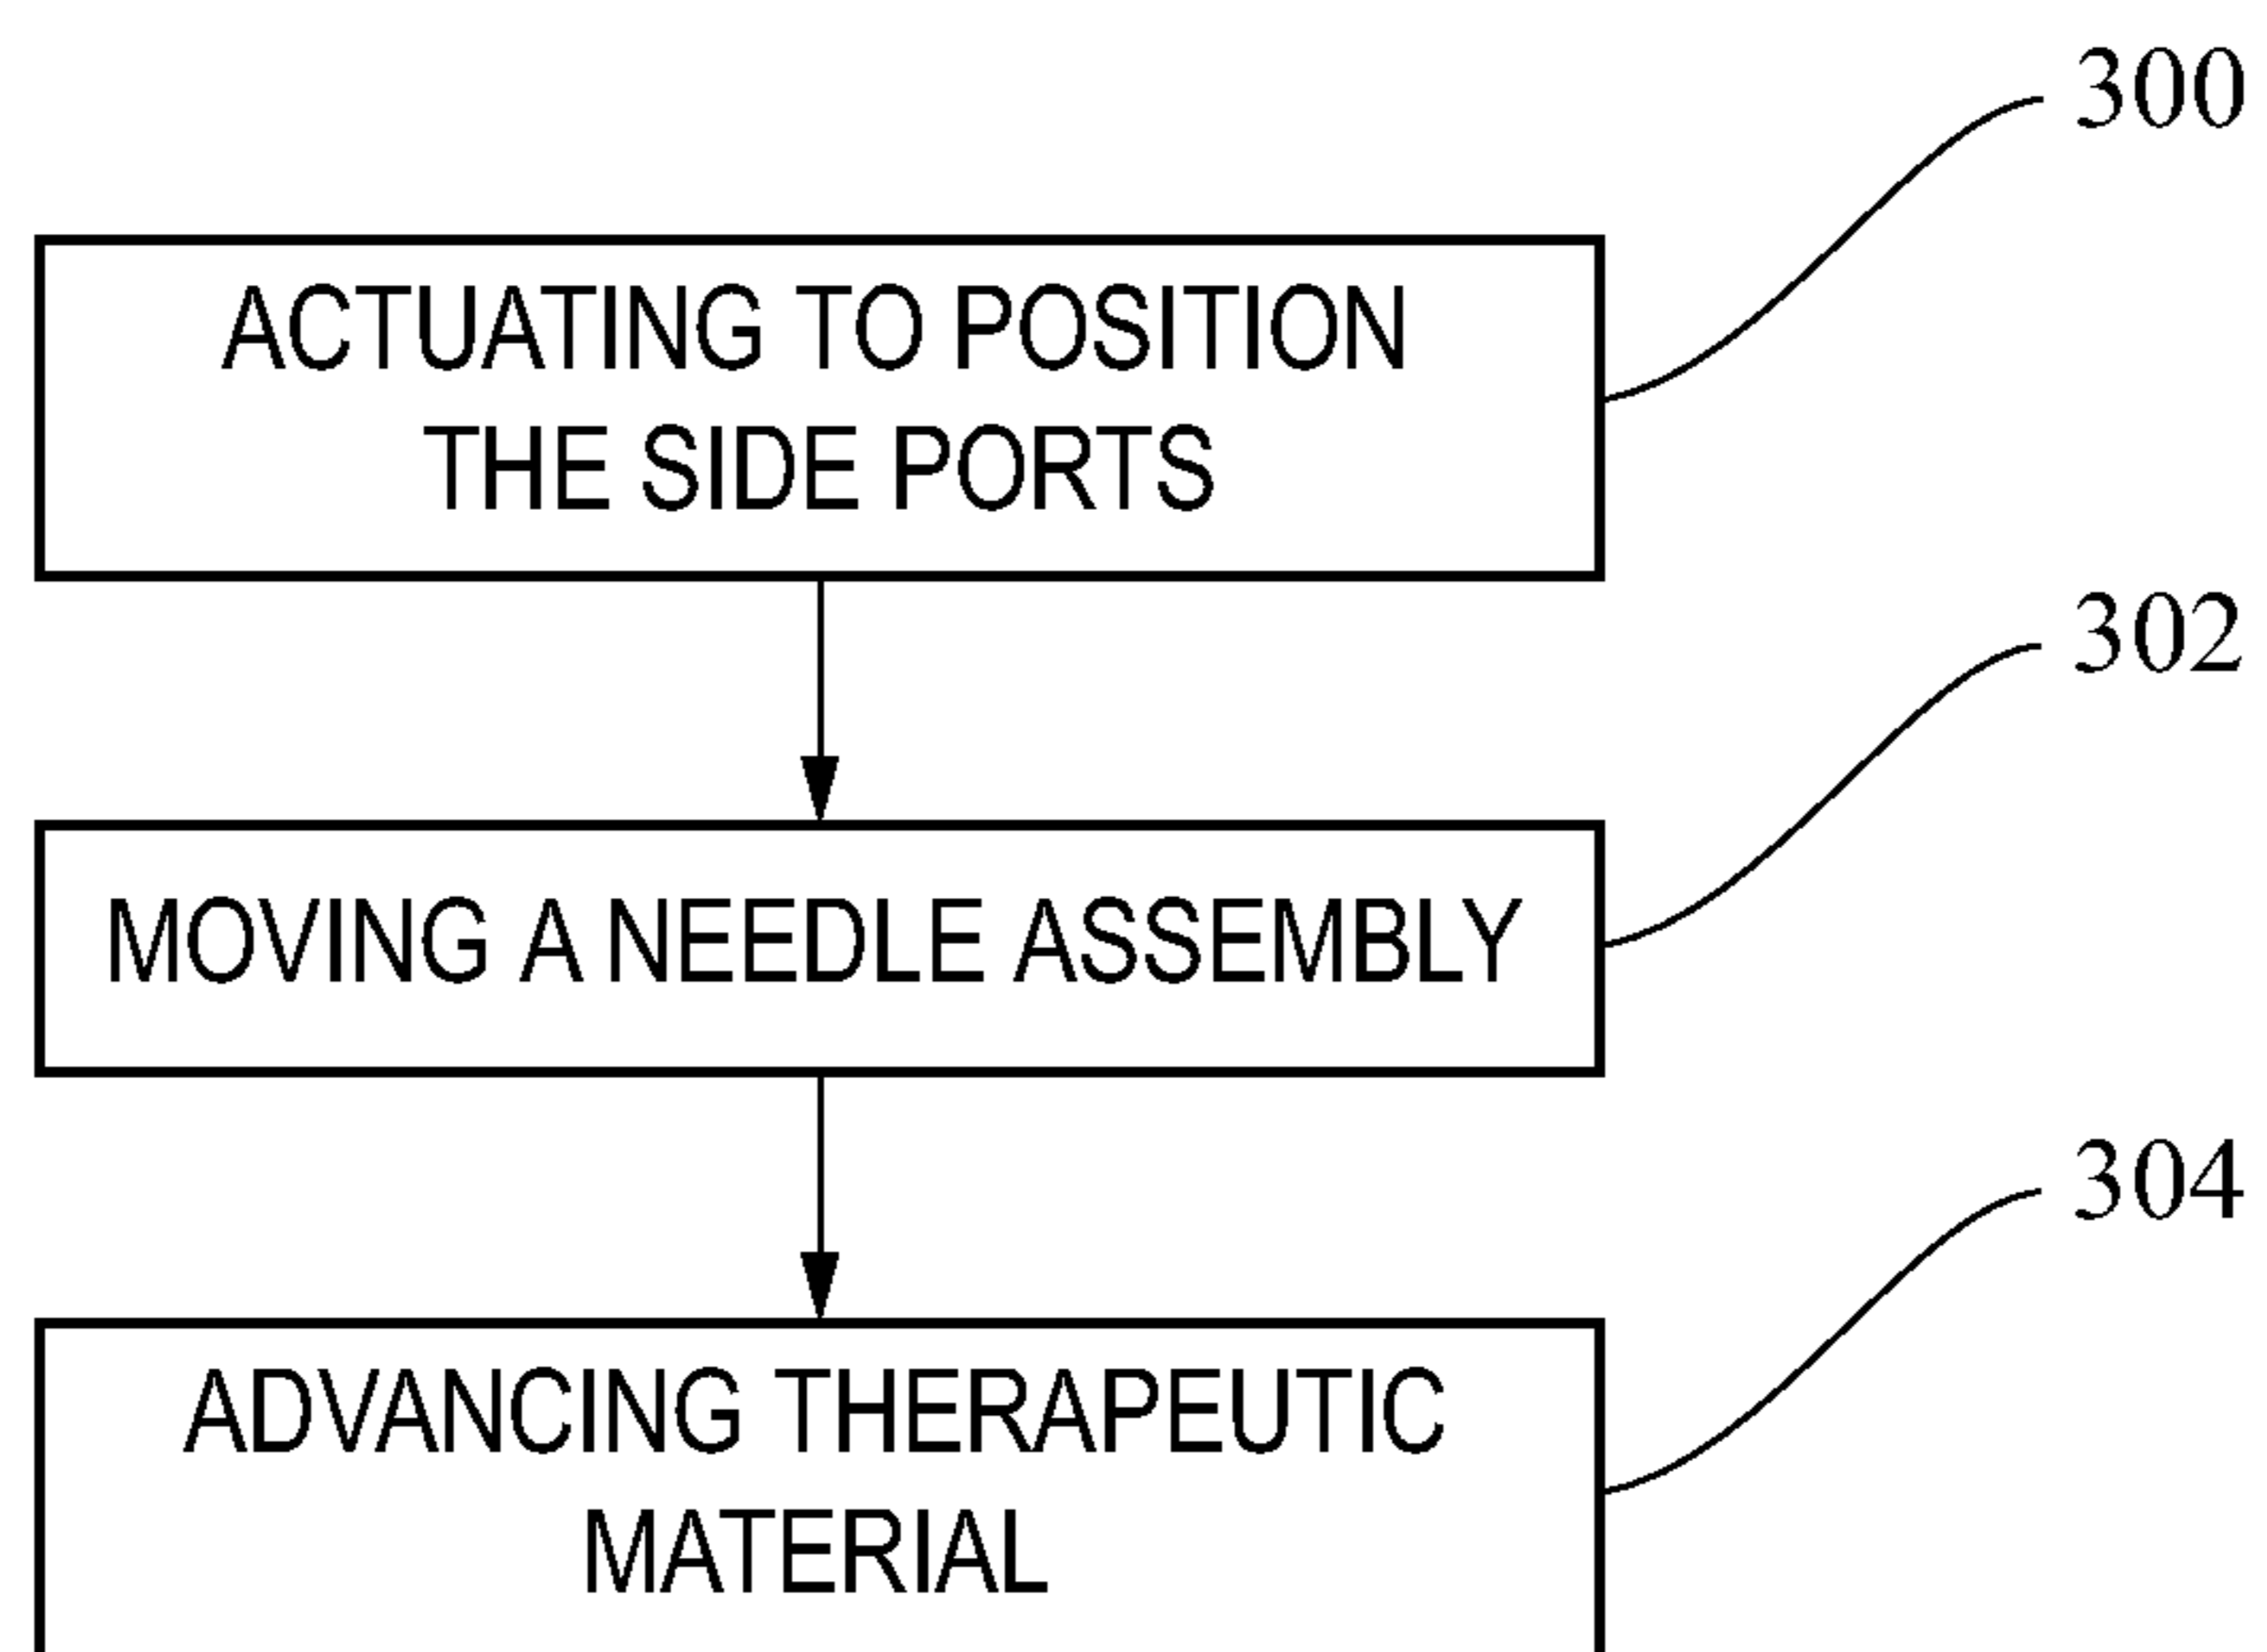 300
ACTUATING TO POSITION
THE SIDE PORTS
302
MOVING A NEEDLE ASSEMBLY
304
ADVANCING THERAPEUTIC
MATERIAL